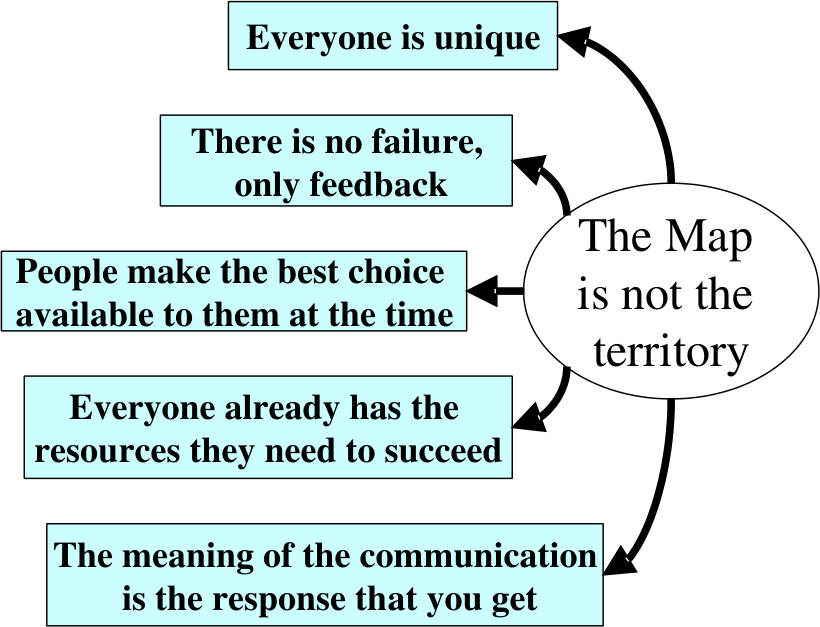 Everyone is unique
There is no failure,
only feedback
People make the best choice
available to them at the time
Everyone already has the
resources they need to succeed
The meaning of the communication
is the response that you get
The Map
is not the
territory